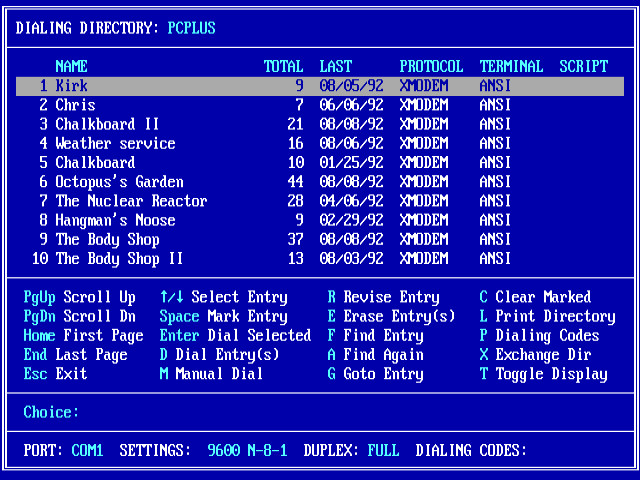 DIALING DIRECTORY: PCPLUS
NAME TOTAL LAST PROTOCOL TERMINAL SCRIPT
1 Kirk 9 08/05/92 XMODEM ANSI
2 Chris 7 06/06/92 XMODEM ANSI
3 Chalkboard II 21 08/08/92 XMODEM ANSI
4 Weather service 16 08/06/92 XMODEM ANSI
5 Chalkboard 10 01/25/92 XMODEM ANSI
6 Octopus's Garden 44 08/08/92 XMODEM ANSI
7 The Nuclear Reactor 28 04/06/92 XMODEM ANSI
8 Hangman's Noose 9 02/29/92 XMODEM ANSI
9 The Body Shop 37 08/08/92 XMODEM ANSI
10 The Body Shop II 13 08/03/92 XMODEM ANSI
PgUp Scroll Up ↑/↓ Select Entry R Revise Entry C Clear Marked
PgDn Scroll Dn Space Mark Entry E Erase Entry(s) L Print Directory
Home First Page Enter Dial Selected F Find Entry P Dialing Codes
End Last Page D Dial Entry(s) A Find Again X Exchange Dir
Esc Exit M Manual Dial G Goto Entry T Toggle Display
Choice:
PORT: COM1 SETTINGS: 9600 N-8-1 DUPLEX: FULL DIALING CODES: